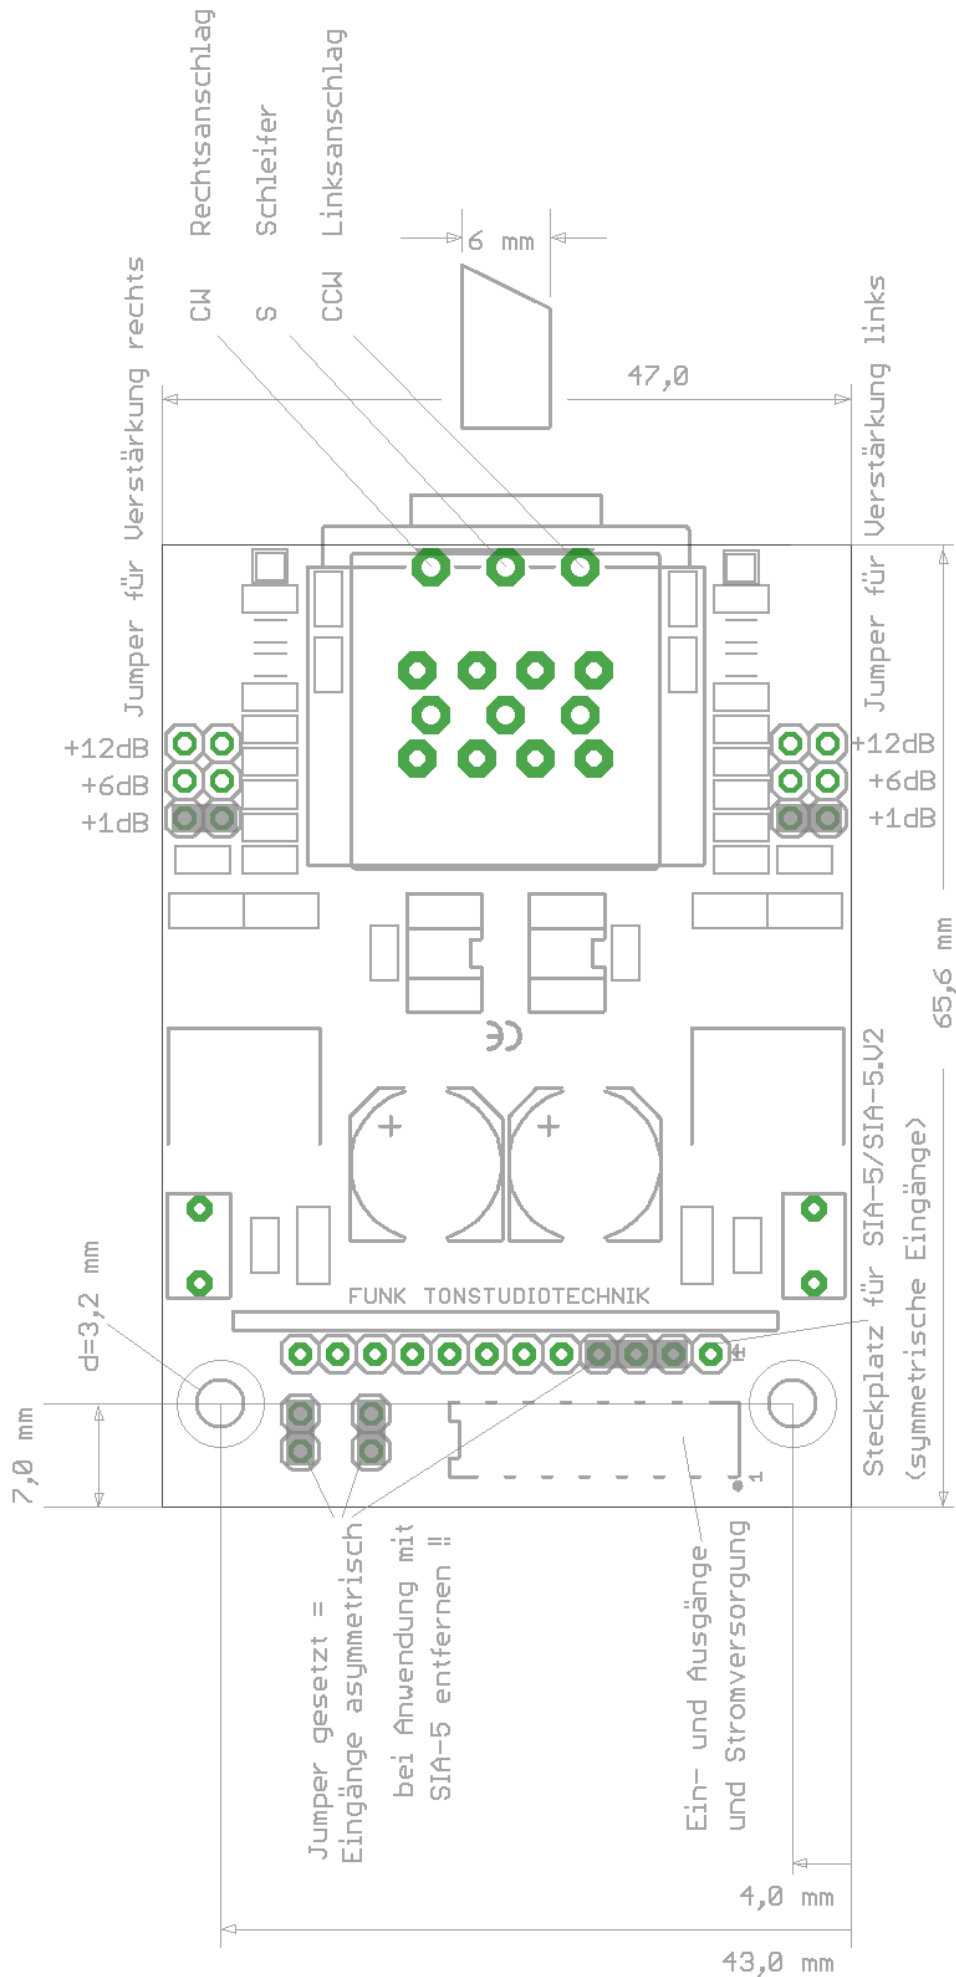 CW Rechtsanschlag
S Schleifer
CCW Linksanschlag
6 mm
47,0
Jumper für Verstärkung rechts
Jumper für Verstärkung links
+12dB
+6dB
+1dB
+12dB
+6dB
+1dB
65,6 mm
CE
+
+
FUNK TONSTUDIOTECHNIK
Steckplatz für SIA-5/SIA-5.V2
(symmetrische Eingänge)
d=3,2 mm
7,0 mm
1
1
Jumper gesetzt =
Eingänge asymmetrisch
bei Anwendung mit
SIA-5 entfernen !!
Ein- und Ausgänge
und Stromversorgung
4,0 mm
43,0 mm